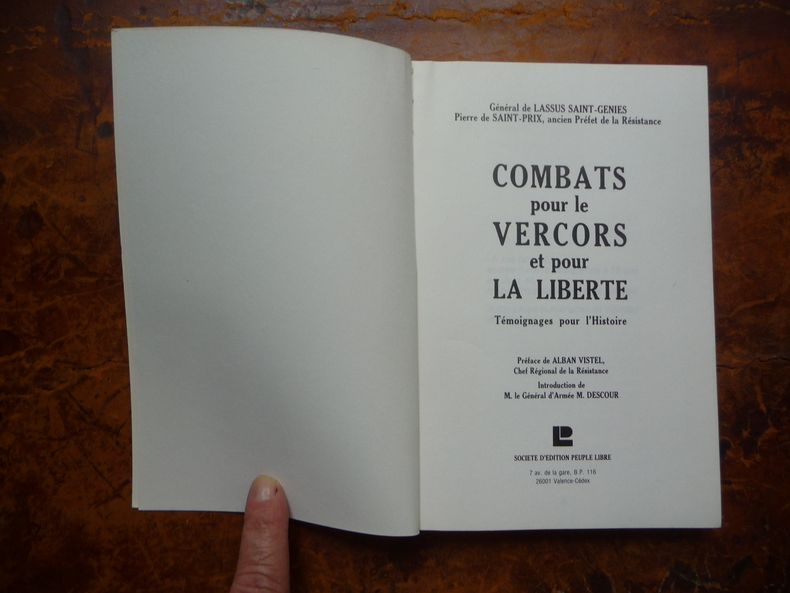 Général de LASSUS SAINT-GENIES
Pierre de SAINT-PRIX, ancien Préfet de la Résistance
COMBATS
pour le
VERCORS
et pour
LA LIBERTE
Témoignages pour l'Histoire
Préface de ALBAN VISTEL,
Chef Régional de la Résistance
Introduction de
M. le Général d'Armée M. DESCOUR
SOCIETE D'EDITION PEUPLE LIBRE
7 av. de la gare, B.P. 116
26001 Valence-Cédex